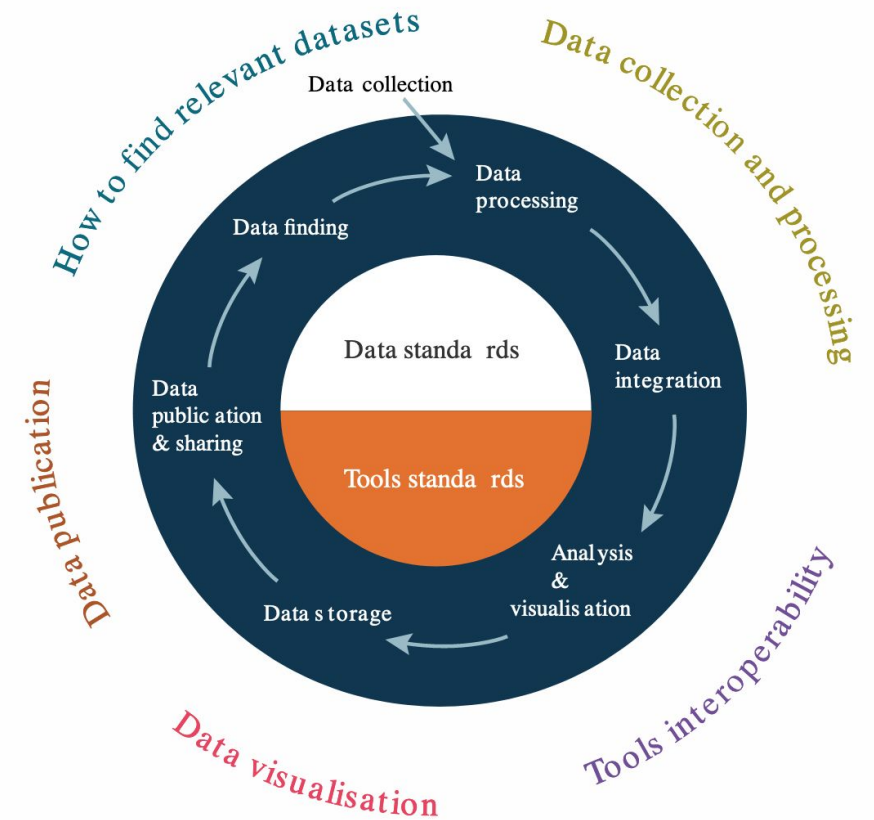 How to find relevant datasets
Data collection and processing
Data collection
Data
processing
Data finding
Data
integration
Data standa rds
Data
public ation
& sharing
Tools standa rds
Analysis
&
visualis ation
Data s torage
Data publication
Tools interoperability
Data visualisation